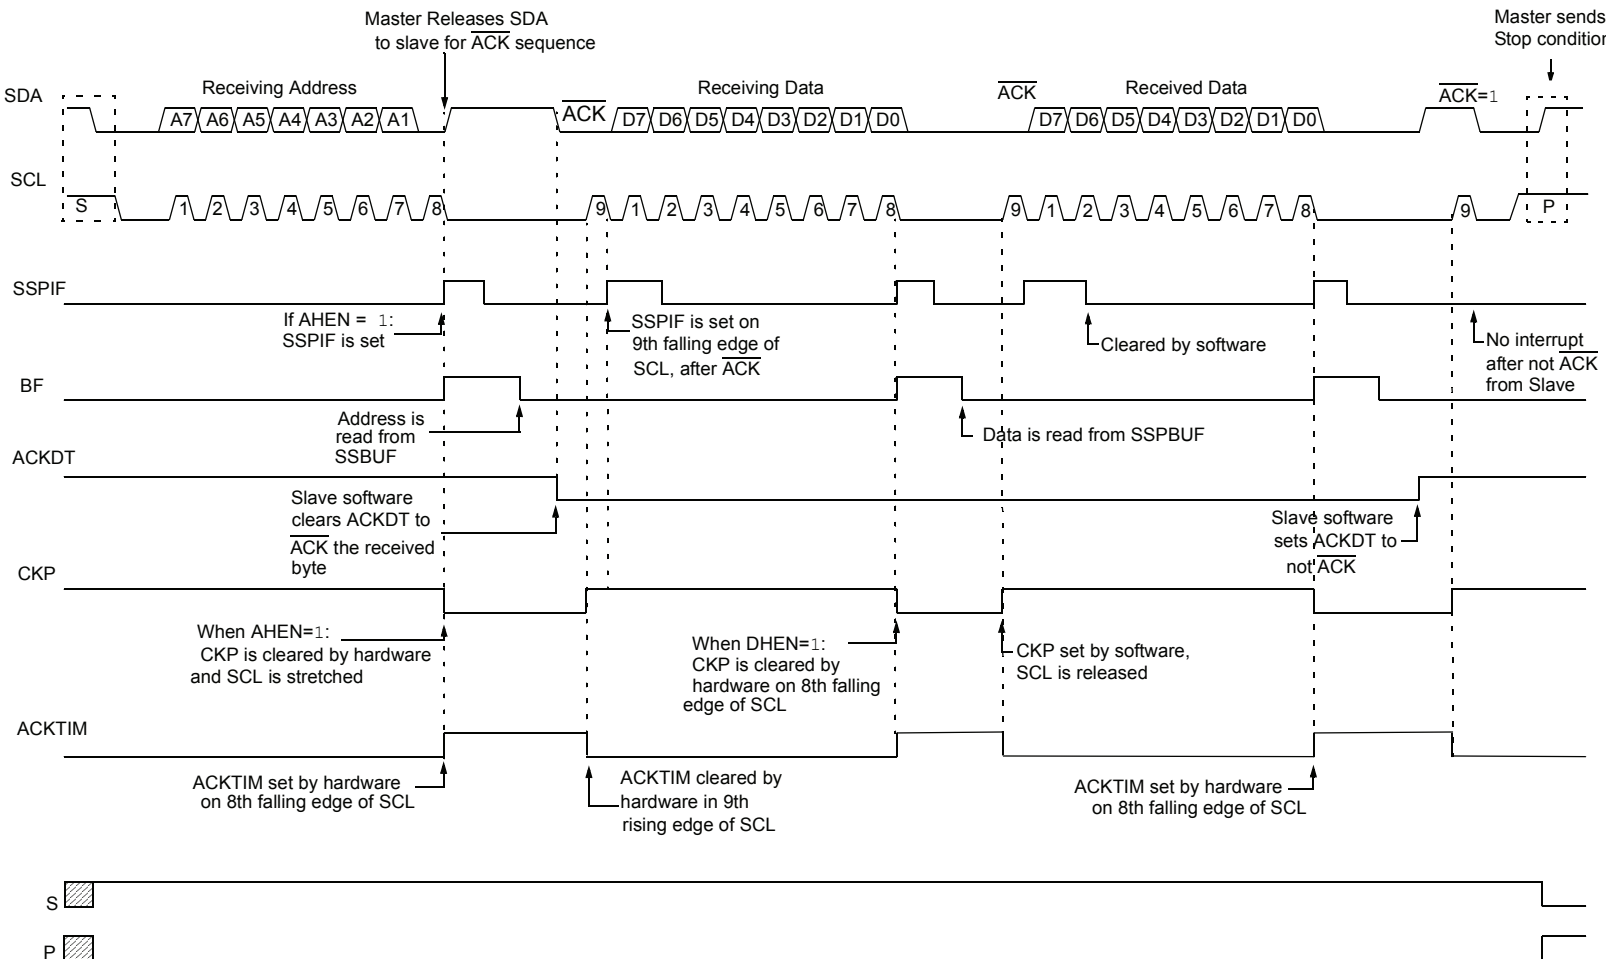 Master Releases SDA
to slave for ACK sequence
Master sends
Stop condition
SDA
Receiving Address
Receiving Data
ACK
Received Data
ACK=1
A7 A6 A5 A4 A3 A2 A1
ACK
D7 D6 D5 D4 D3 D2 D1 D0
D7 D6 D5 D4 D3 D2 D1 D0
SCL
S
1 2 3 4 5 6 7 8
9 1 2 3 4 5 6 7 8
9 1 2 3 4 5 6 7 8
9
P
SSPIF
If AHEN = 1:
SSPIF is set
SSPIF is set on
9th falling edge of
SCL, after ACK
Cleared by software
No interrupt
after not ACK
from Slave
BF
Address is
read from
SSBUF
Data is read from SSPBUF
ACKDT
Slave software
clears ACKDT to
ACK the received
byte
Slave software
sets ACKDT to
not ACK
CKP
When AHEN=1:
CKP is cleared by hardware
and SCL is stretched
When DHEN=1:
CKP is cleared by
hardware on 8th falling
edge of SCL
CKP set by software,
SCL is released
ACKTIM
ACKTIM set by hardware
on 8th falling edge of SCL
ACKTIM cleared by
hardware in 9th
rising edge of SCL
ACKTIM set by hardware
on 8th falling edge of SCL
S
P